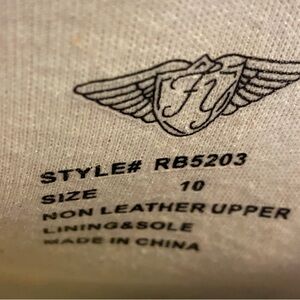 Fy
STYLE# RB5203
SIZE 10
NON LEATHER UPPER
LINING&SOLE
MADE IN CHINA